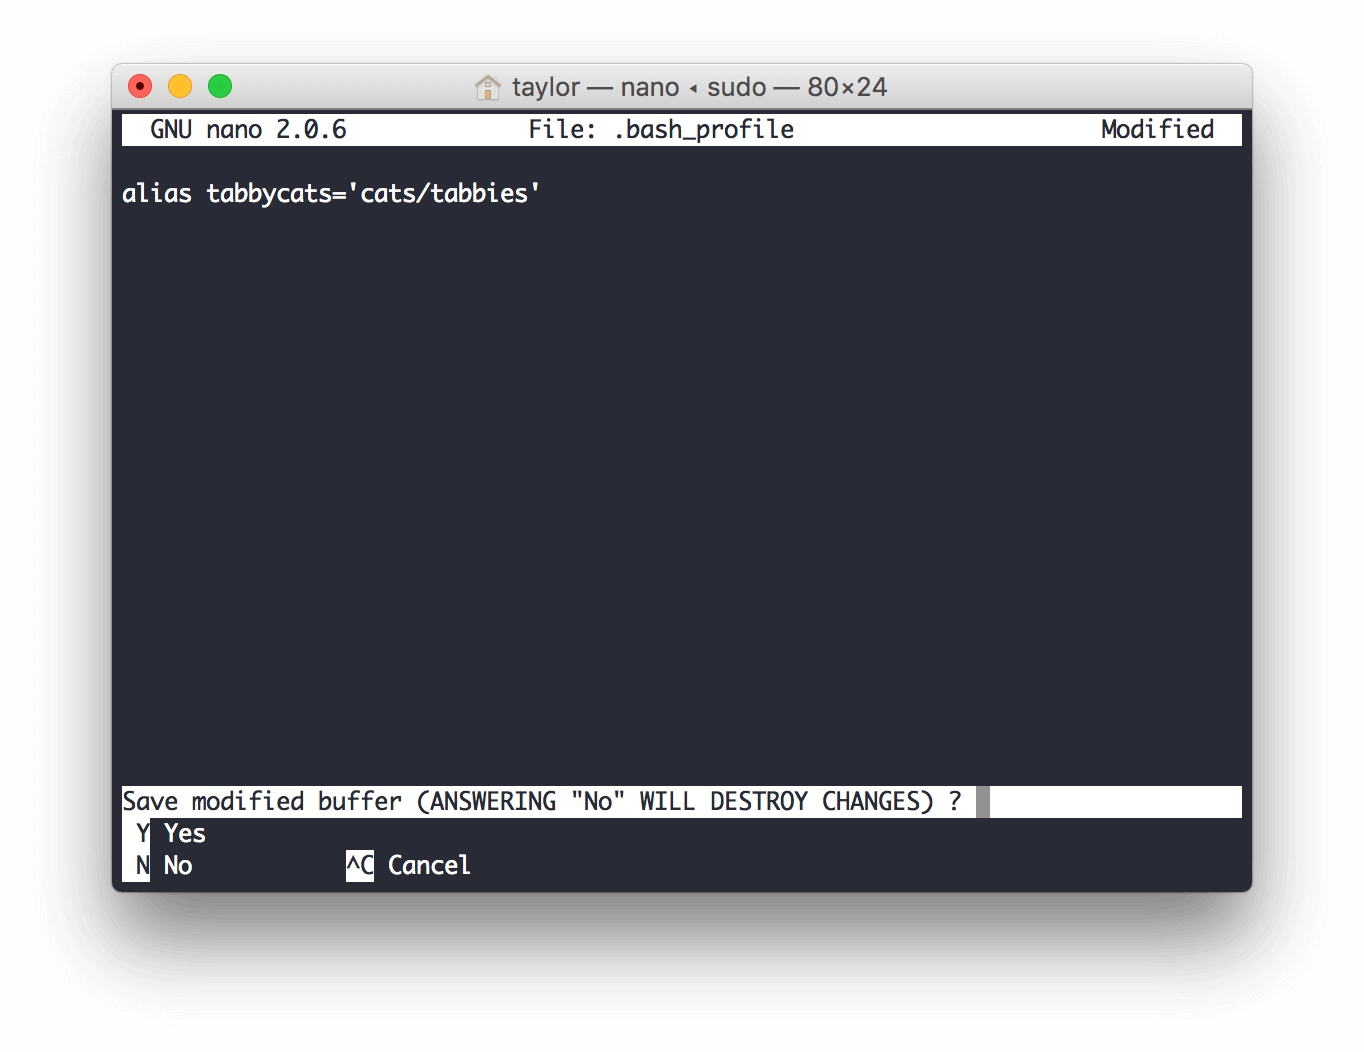 taylor — nano ◂ sudo — 80×24
GNU nano 2.0.6 File: .bash_profile Modified
alias tabbycats='cats/tabbies'
Save modified buffer (ANSWERING "No" WILL DESTROY CHANGES) ?
Y Yes
N No ^C Cancel